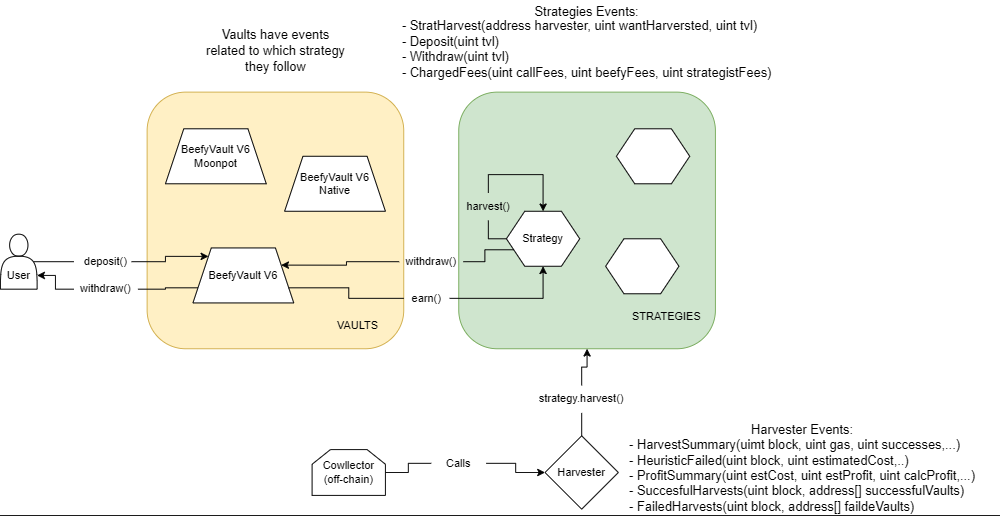 Strategies Events:
- StratHarvest(address harvester, uint wantHarversted, uint tvl)
- Deposit(uint tvl)
- Withdraw(uint tvl)
- ChargedFees(uint callFees, uint beefyFees, uint strategistFees)
Vaults have events
related to which strategy
they follow
BeefyVault V6
Moonpot
BeefyVault V6
Native
harvest()
Strategy
User
deposit()
withdraw()
BeefyVault V6
withdraw()
earn()
VAULTS
STRATEGIES
strategy.harvest()
Cowllector
(off-chain)
Calls
Harvester
Harvester Events:
- HarvestSummary(uimt block, uint gas, uint successes,...)
- HeuristicFailed(uint block, uint estimatedCost,..)
- ProfitSummary(uint estCost, uint estProfit, uint calcProfit,...)
- SuccesfulHarvests(uint block, address[] successfulVaults)
- FailedHarvests(uint block, address[] faildeVaults)